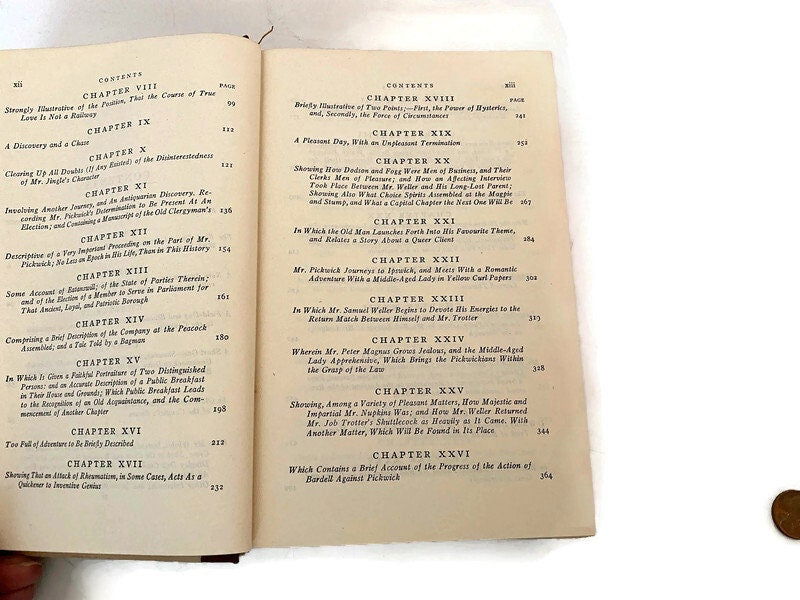 xii
CONTENTS
CHAPTER VIII
PAGE
Strongly Illustrative of the Position, That the Course of True
Love Is Not a Railway 99
CHAPTER IX
A Discovery and a Chase 112
CHAPTER X
Clearing Up All Doubts (If Any Existed) of the Disinterestedness
of Mr. Jingle's Character 121
CHAPTER XI
Involving Another Journey, and An Antiquarian Discovery. Re-
cording Mr. Pickwick's Determination to Be Present At An
Election; and Containing a Manuscript of the Old Clergyman's 136
CHAPTER XII
Descriptive of a Very Important Proceeding on the Part of Mr.
Pickwick; No Less an Epoch in His Life, Than in This History 154
CHAPTER XIII
Some Account of Eatanswill; of the State of Parties Therein;
and of the Election of a Member to Serve in Parliament for
That Ancient, Loyal, and Patriotic Borough 161
CHAPTER XIV
Comprising a Brief Description of the Company at the Peacock
Assembled; and a Tale Told by a Bagman 180
CHAPTER XV
In Which Is Given a Faithful Portraiture of Two Distinguished
Persons: and an Accurate Description of a Public Breakfast
in Their House and Grounds; Which Public Breakfast Leads
to the Recognition of an Old Acquaintance, and the Com-
mencement of Another Chapter 198
CHAPTER XVI
Too Full of Adventure to Be Briefly Described 212
CHAPTER XVII
Showing That an Attack of Rheumatism, in Some Cases, Acts As a
Quickener to Inventive Genius 232
CONTENTS xiii
CHAPTER XVIII PAGE
Briefly Illustrative of Two Points;—First, the Power of Hysterics,
and, Secondly, the Force of Circumstances 241
CHAPTER XIX
A Pleasant Day, With an Unpleasant Termination 252
CHAPTER XX
Showing How Dodson and Fogg Were Men of Business, and Their
Clerks Men of Pleasure; and How an Affecting Interview
Took Place Between Mr. Weller and His Long-Lost Parent;
Showing Also What Choice Spirits Assembled at the Magpie
and Stump, and What a Capital Chapter the Next One Will Be 267
CHAPTER XXI
In Which the Old Man Launches Forth Into His Favourite Theme,
and Relates a Story About a Queer Client 284
CHAPTER XXII
Mr. Pickwick Journeys to Ipswich, and Meets With a Romantic
Adventure With a Middle-Aged Lady in Yellow Curl Papers 302
CHAPTER XXIII
In Which Mr. Samuel Weller Begins to Devote His Energies to the
Return Match Between Himself and Mr. Trotter 319
CHAPTER XXIV
Wherein Mr. Peter Magnus Grows Jealous, and the Middle-Aged
Lady Apprehensive, Which Brings the Pickwickians Within
the Grasp of the Law 328
CHAPTER XXV
Showing, Among a Variety of Pleasant Matters, How Majestic and
Impartial Mr. Nupkins Was; and How Mr. Weller Returned
Mr. Job Trotter's Shuttlecock as Heavily as It Came. With
Another Matter, Which Will Be Found in Its Place 344
CHAPTER XXVI
Which Contains a Brief Account of the Progress of the Action of
Bardell Against Pickwick 364